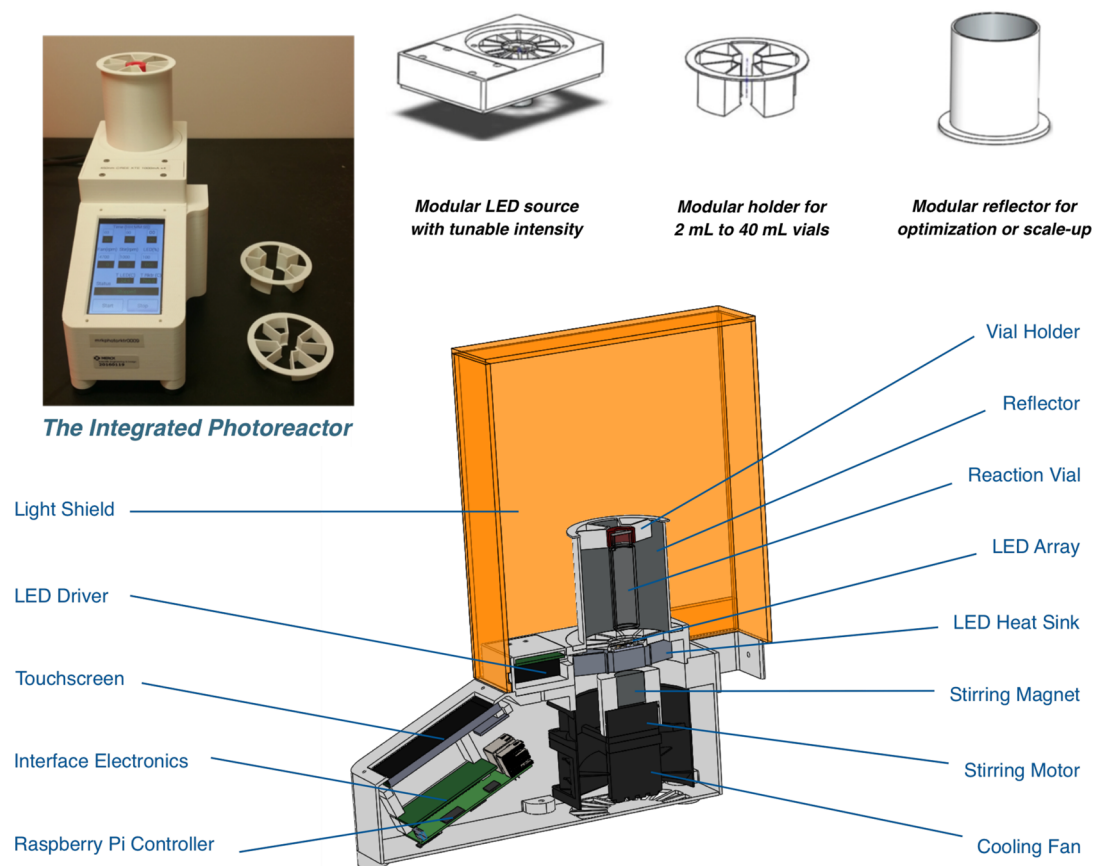 Modular LED source
with tunable intensity
Modular holder for
2 mL to 40 mL vials
Modular reflector for
optimization or scale-up
Start
The Integrated Photoreactor
Vial Holder
Reflector
Reaction Vial
LED Array
LED Heat Sink
Stirring Magnet
Stirring Motor
Cooling Fan
Light Shield
LED Driver
Touchscreen
Interface Electronics
Raspberry Pi Controller